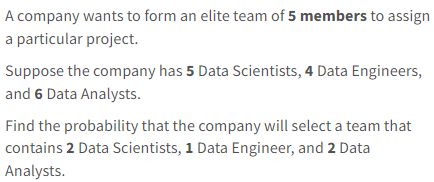 A company wants to form an elite team of 5 members to assign
a particular project.
Suppose the company has 5 Data Scientists, 4 Data Engineers,
and 6 Data Analysts.
Find the probability that the company will select a team that
contains 2 Data Scientists, 1 Data Engineer, and 2 Data
Analysts.